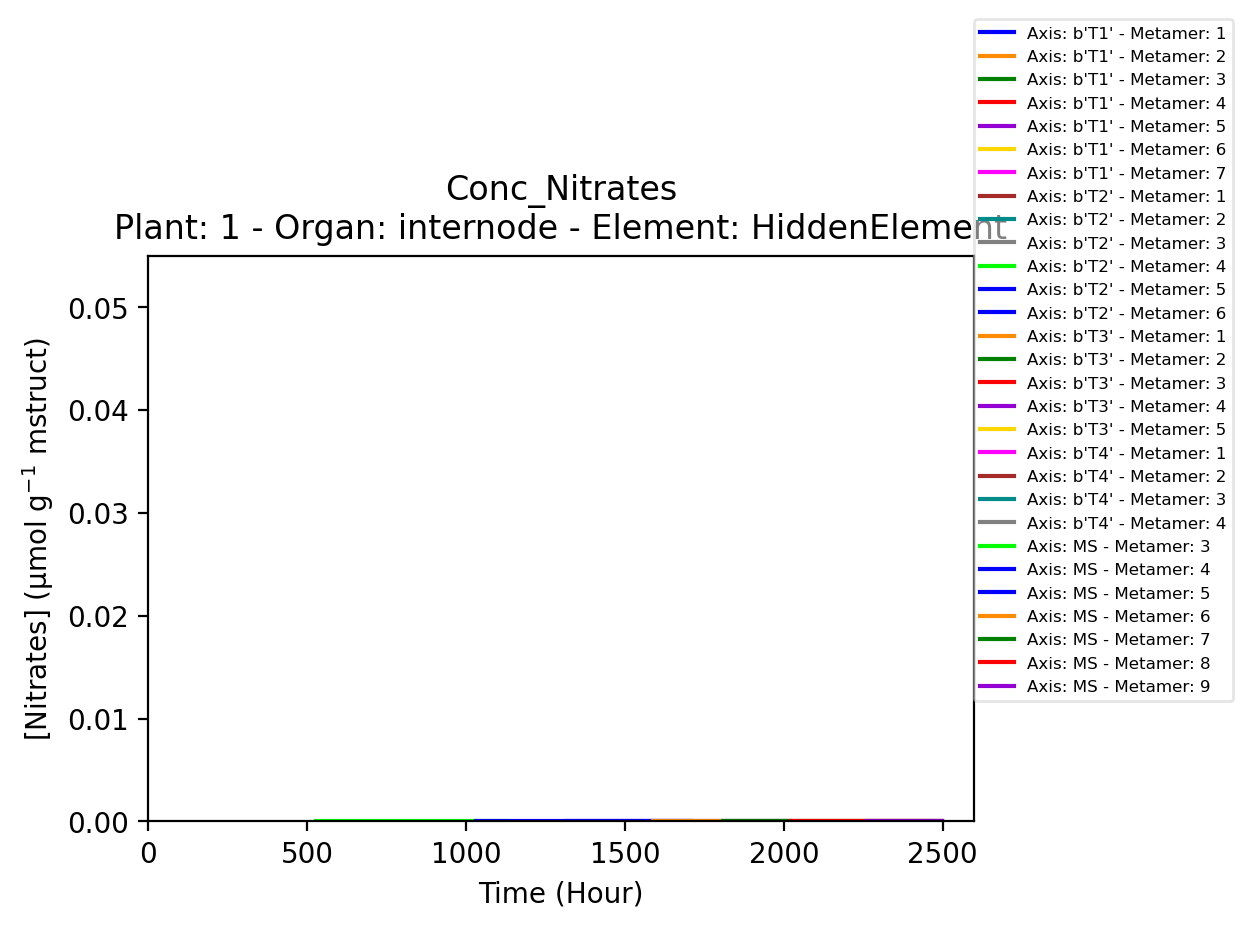 Conc_Nitrates
Plant: 1 - Organ: internode - Element: HiddenElement
[Nitrates] (µmol g⁻¹ mstruct)
0.05
0.04
0.03
0.02
0.01
0.00
0 500 1000 1500 2000 2500
Time (Hour)
Axis: b'T1' - Metamer: 1
Axis: b'T1' - Metamer: 2
Axis: b'T1' - Metamer: 3
Axis: b'T1' - Metamer: 4
Axis: b'T1' - Metamer: 5
Axis: b'T1' - Metamer: 6
Axis: b'T1' - Metamer: 7
Axis: b'T2' - Metamer: 1
Axis: b'T2' - Metamer: 2
Axis: b'T2' - Metamer: 3
Axis: b'T2' - Metamer: 4
Axis: b'T2' - Metamer: 5
Axis: b'T2' - Metamer: 6
Axis: b'T3' - Metamer: 1
Axis: b'T3' - Metamer: 2
Axis: b'T3' - Metamer: 3
Axis: b'T3' - Metamer: 4
Axis: b'T3' - Metamer: 5
Axis: b'T4' - Metamer: 1
Axis: b'T4' - Metamer: 2
Axis: b'T4' - Metamer: 3
Axis: b'T4' - Metamer: 4
Axis: MS - Metamer: 3
Axis: MS - Metamer: 4
Axis: MS - Metamer: 5
Axis: MS - Metamer: 6
Axis: MS - Metamer: 7
Axis: MS - Metamer: 8
Axis: MS - Metamer: 9